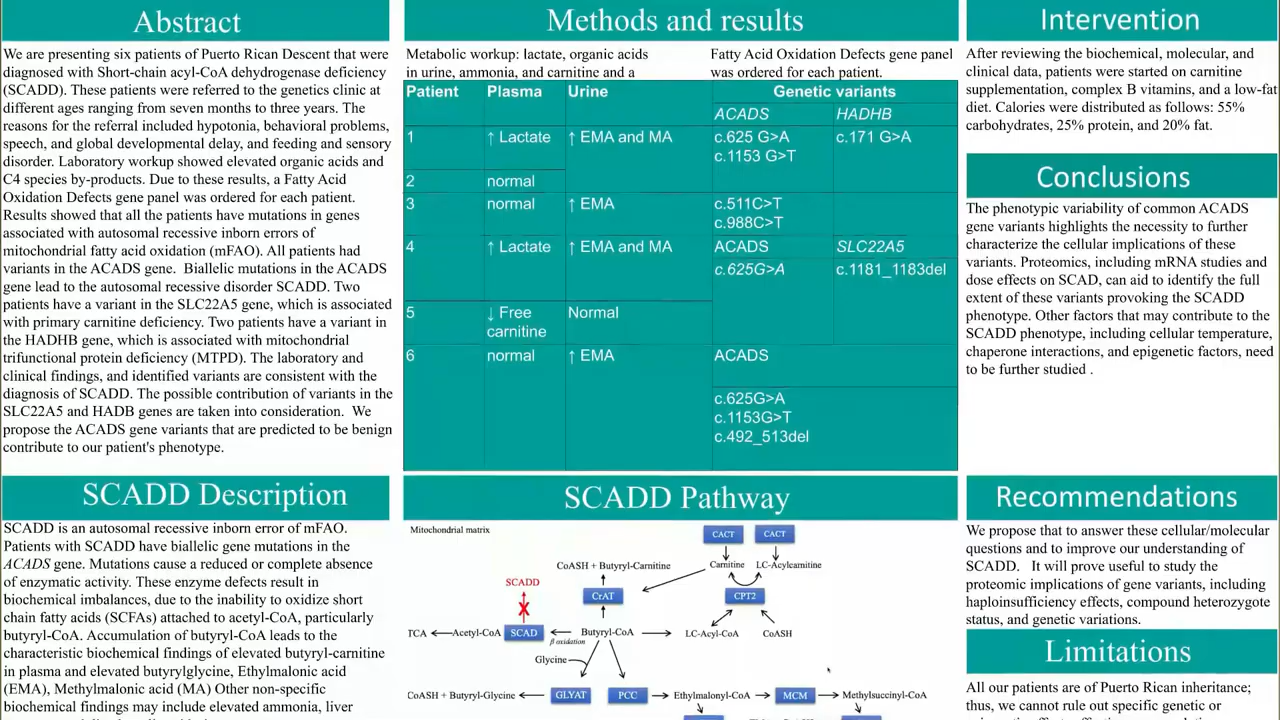 Abstract
We are presenting six patients of Puerto Rican Descent that were
diagnosed with Short-chain acyl-CoA dehydrogenase deficiency
(SCADD). These patients were referred to the genetics clinic at
different ages ranging from seven months to three years. The
reasons for the referral included hypotonia, behavioral problems,
speech, and global developmental delay, and feeding and sensory
disorder. Laboratory workup showed elevated organic acids and
C4 species by-products. Due to these results, a Fatty Acid
Oxidation Defects gene panel was ordered for each patient.
Results showed that all the patients have mutations in genes
associated with autosomal recessive inborn errors of
mitochondrial fatty acid oxidation (mFAO). All patients had
variants in the ACADS gene.  Biallelic mutations in the ACADS
gene lead to the autosomal recessive disorder SCADD. Two
patients have a variant in the SLC22A5 gene, which is associated
with primary carnitine deficiency. Two patients have a variant in
the HADHB gene, which is associated with mitochondrial
trifunctional protein deficiency (MTPD). The laboratory and
clinical findings, and identified variants are consistent with the
diagnosis of SCADD. The possible contribution of variants in the
SLC22A5 and HADB genes are taken into consideration.  We
propose the ACADS gene variants that are predicted to be benign
contribute to our patient's phenotype.
SCADD Description
SCADD is an autosomal recessive inborn error of mFAO.
Patients with SCADD have biallelic gene mutations in the
ACADS gene. Mutations cause a reduced or complete absence
of enzymatic activity. These enzyme defects result in
biochemical imbalances, due to the inability to oxidize short
chain fatty acids (SCFAs) attached to acetyl-CoA, particularly
butyryl-CoA. Accumulation of butyryl-CoA leads to the
characteristic biochemical findings of elevated butyryl-carnitine
in plasma and elevated butyrylglycine, Ethylmalonic acid
(EMA), Methylmalonic acid (MA) Other non-specific
biochemical findings may include elevated ammonia, liver
Methods and results
Metabolic workup: lactate, organic acids
in urine, ammonia, and carnitine and a
Fatty Acid Oxidation Defects gene panel
was ordered for each patient.
Patient Plasma Urine Genetic variants
ACADS HADHB
1 ↑ Lactate ↑ EMA and MA c.625 G>A c.171 G>A
c.1153 G>T
2 normal
3 normal ↑ EMA c.511C>T
c.988C>T
4 ↑ Lactate ↑ EMA and MA ACADS SLC22A5
c.625G>A c.1181_1183del
5 ↓ Free Normal
carnitine
6 normal ↑ EMA ACADS
c.625G>A
c.1153G>T
c.492_513del
SCADD Pathway
Mitochondrial matrix
CACT CACT
CoASH + Butyryl-Carnitine Carnitine LC-Acylcarnitine
SCADD
CrAT CPT2
TCA Acetyl-CoA SCAD β oxidation Butyryl-CoA LC-Acyl-CoA CoASH
Glycine
CoASH + Butyryl-Glycine GLYAT PCC Ethylmalonyl-CoA MCM Methylsuccinyl-CoA
Intervention
After reviewing the biochemical, molecular, and
clinical data, patients were started on carnitine
supplementation, complex B vitamins, and a low-fat
diet. Calories were distributed as follows: 55%
carbohydrates, 25% protein, and 20% fat.
Conclusions
The phenotypic variability of common ACADS
gene variants highlights the necessity to further
characterize the cellular implications of these
variants. Proteomics, including mRNA studies and
dose effects on SCAD, can aid to identify the full
extent of these variants provoking the SCADD
phenotype. Other factors that may contribute to the
SCADD phenotype, including cellular temperature,
chaperone interactions, and epigenetic factors, need
to be further studied .
Recommendations
We propose that to answer these cellular/molecular
questions and to improve our understanding of
SCADD.   It will prove useful to study the
proteomic implications of gene variants, including
haploinsufficiency effects, compound heterozygote
status, and genetic variations.
Limitations
All our patients are of Puerto Rican inheritance;
thus, we cannot rule out specific genetic or